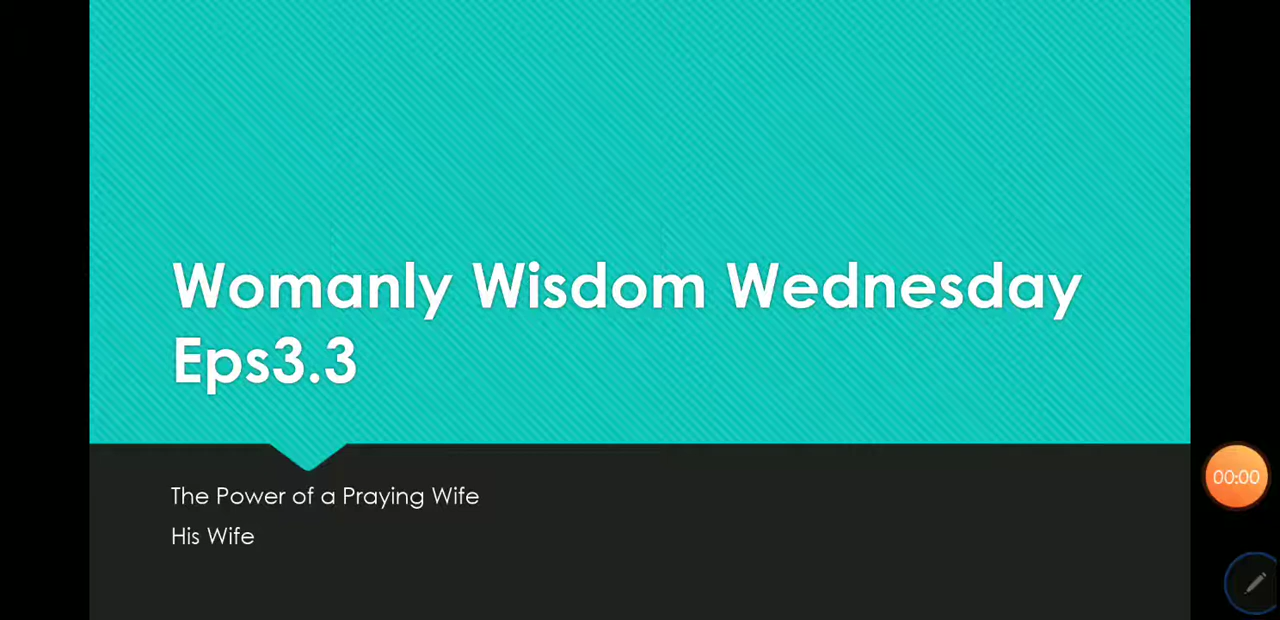 Womanly Wisdom Wednesday
Eps3.3
The Power of a Praying Wife
His Wife
00:00